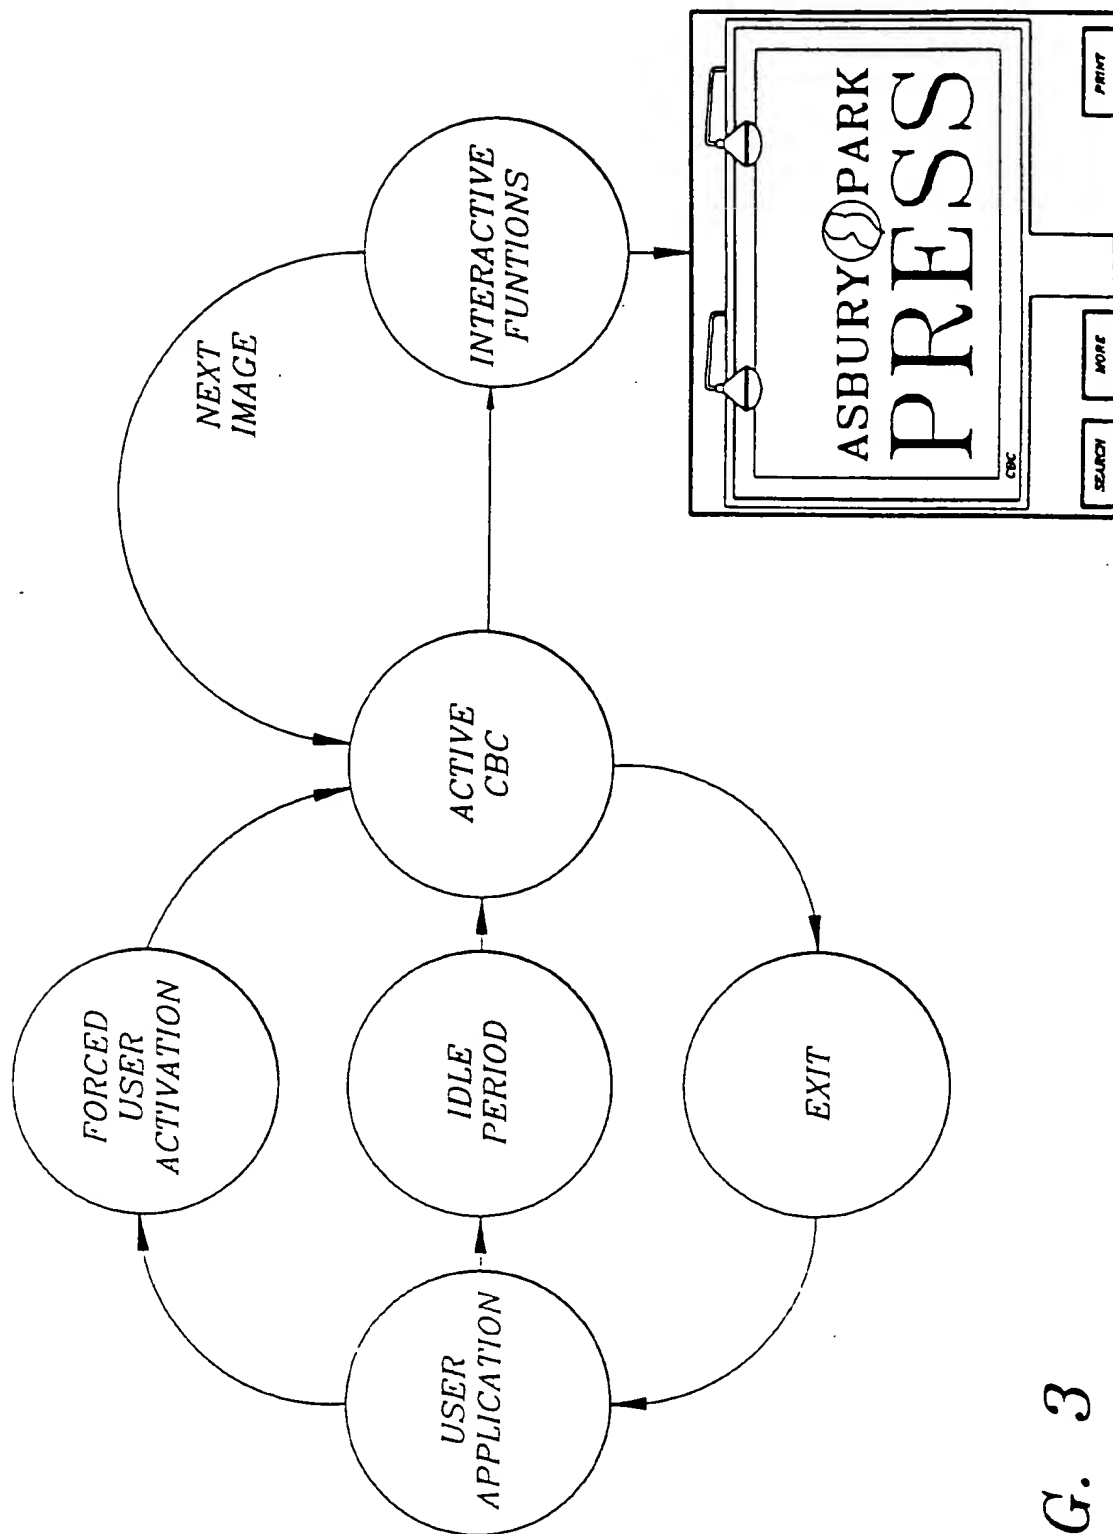 FORCED
USER
ACTIVATION
NEXT
IMAGE
USER
APPLICATION
IDLE
PERIOD
ACTIVE
CBC
INTERACTIVE
FUNTIONS
EXIT
ASBURY PARK
PRESS
CBC
SEARCH
MORE
PRINT
G. 3